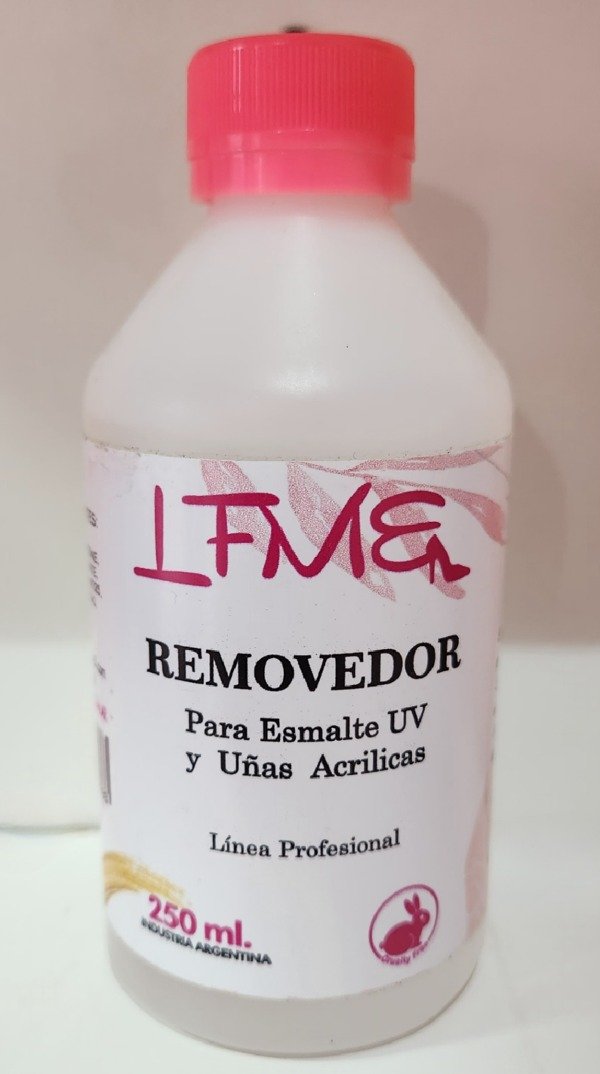 LFME
REMOVEDOR
Para Esmalte UV
y Uñas Acrilicas
Línea Profesional
250 ml.
INDUSTRIA ARGENTINA